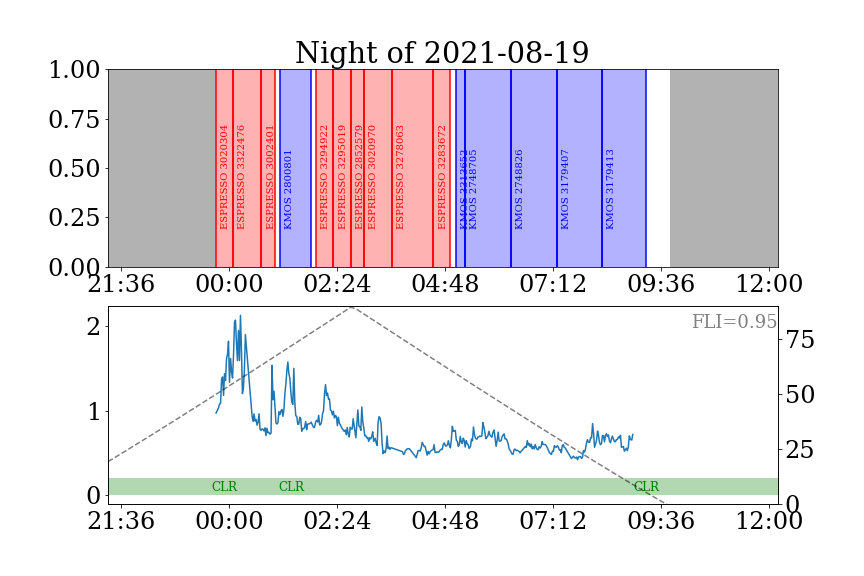 Night of 2021-08-19
1.00
0.75
0.50
0.25
0.00
ESPRESSO 3020304
ESPRESSO 3322476
ESPRESSO 3002401
KMOS 2800801
ESPRESSO 3294922
ESPRESSO 3295019
ESPRESSO 2852579
ESPRESSO 3020970
ESPRESSO 3278063
ESPRESSO 3283672
KMOS 3313652
KMOS 2748705
KMOS 2748826
KMOS 3179407
KMOS 3179413
21:36 00:00 02:24 04:48 07:12 09:36 12:00
FLI=0.95
2
1
0
75
50
25
0
CLR CLR CLR
21:36 00:00 02:24 04:48 07:12 09:36 12:00